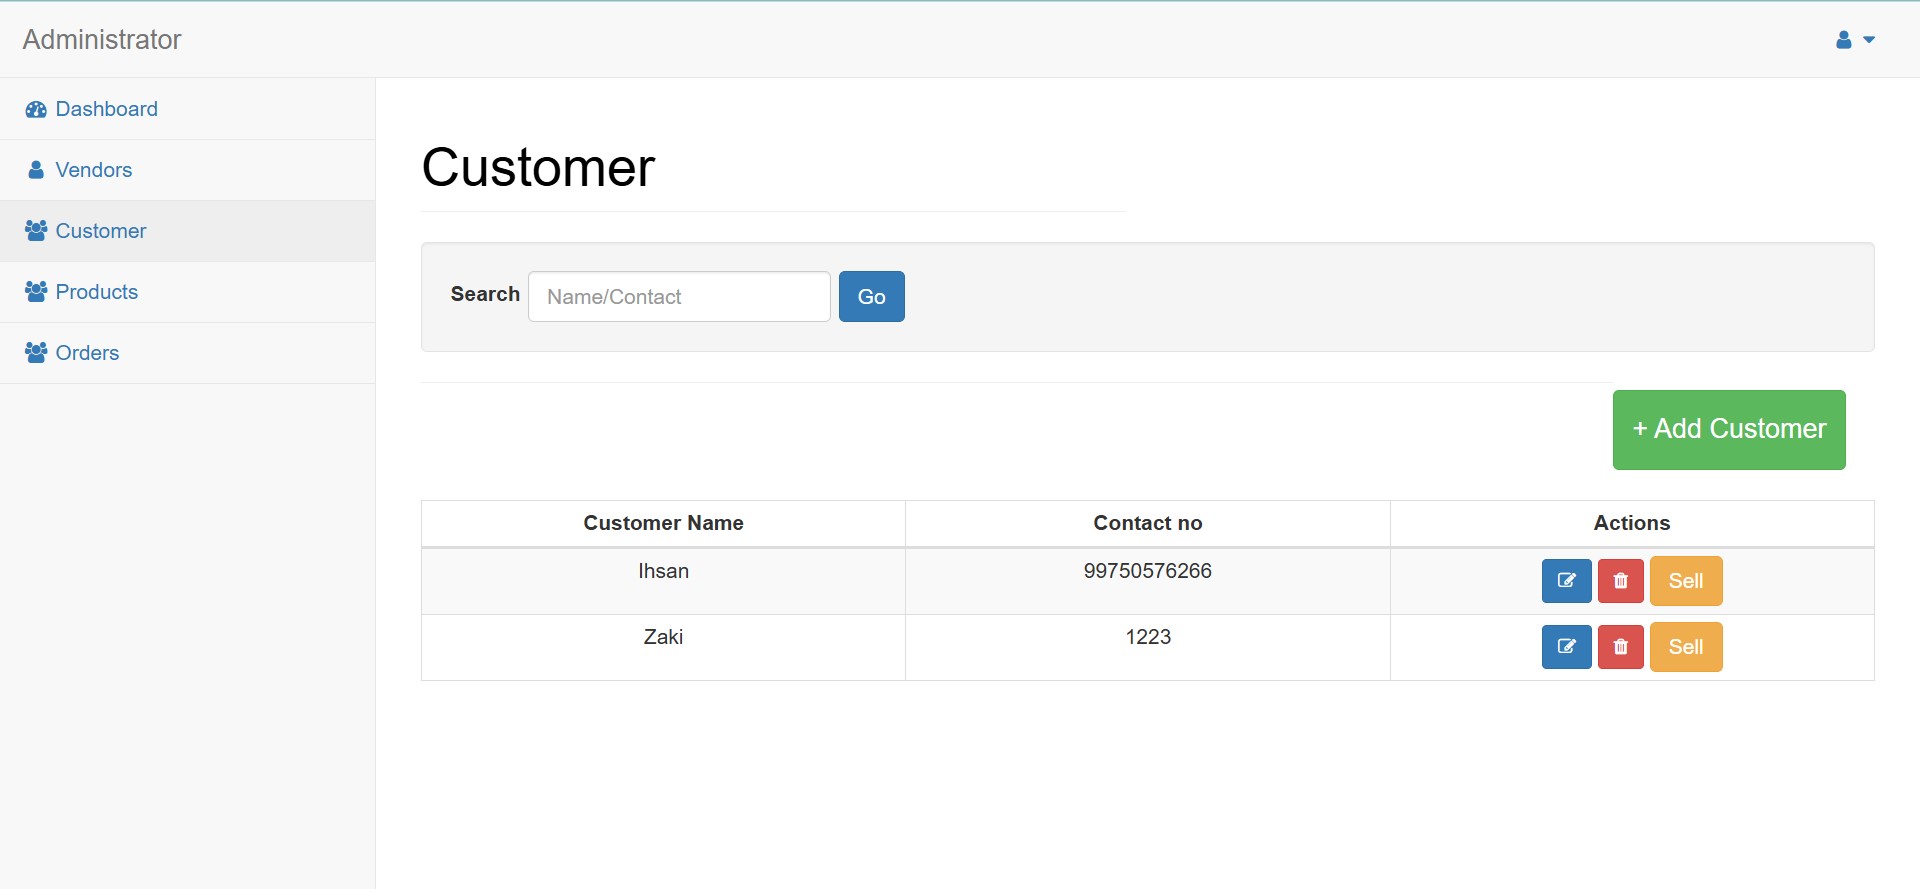 Administrator
Dashboard
Vendors
Customer
Products
Orders
Customer
Search Name/Contact Go
+ Add Customer
Customer Name Contact no Actions
Ihsan 99750576266 Sell
Zaki 1223 Sell